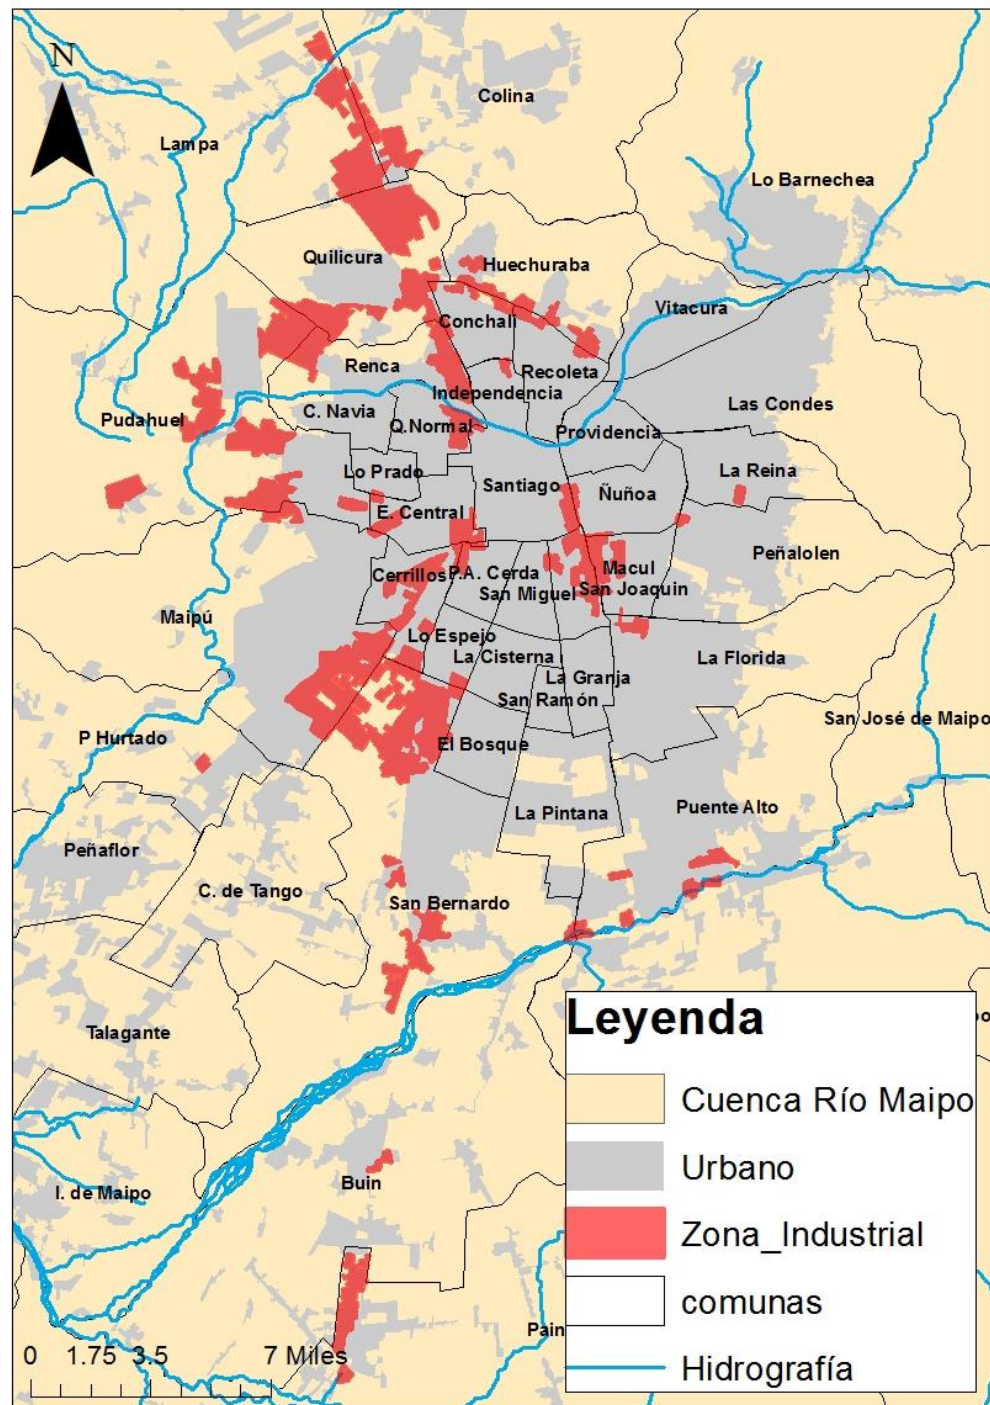 N
Colina
Lampa
Lo Barnechea
Quilicura
Huechuraba
Vitacura
Conchalí
Renca
Recoleta
Independencia
C. Navia
Las Condes
Pudahuel
Q.Normal
Providencia
Lo Prado
La Reina
Santiago
Ñuñoa
E. Central
Peñalolen
Cerrillos
P.A. Cerda
Macul
San Miguel
San Joaquin
Maipú
Lo Espejo
La Cisterna
La Florida
La Granja
San Ramón
San José de Maipo
P Hurtado
El Bosque
Puente Alto
La Pintana
Peñaflor
C. de Tango
San Bernardo
Talagante
Buin
I. de Maipo
Pain
0 1.75 3.5 7 Miles
Leyenda
Cuenca Río Maipo
Urbano
Zona_Industrial
comunas
Hidrografía